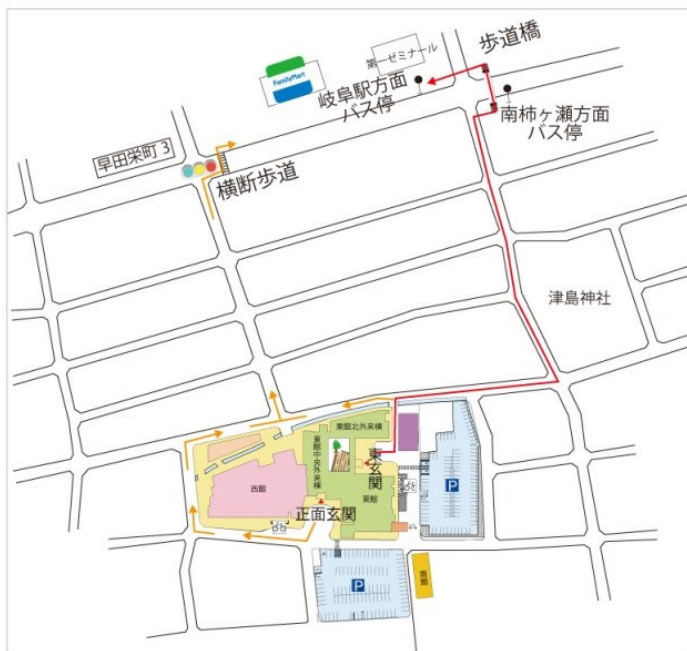 歩道橋
第一ゼミナール
FamilyMart
岐阜駅方面
バス停
南柿ヶ瀬方面
バス停
早田栄町3
横断歩道
津島神社
東館北外来棟
東館中央外来棟
東玄関
西館
東館
正面玄関
P
P
南館